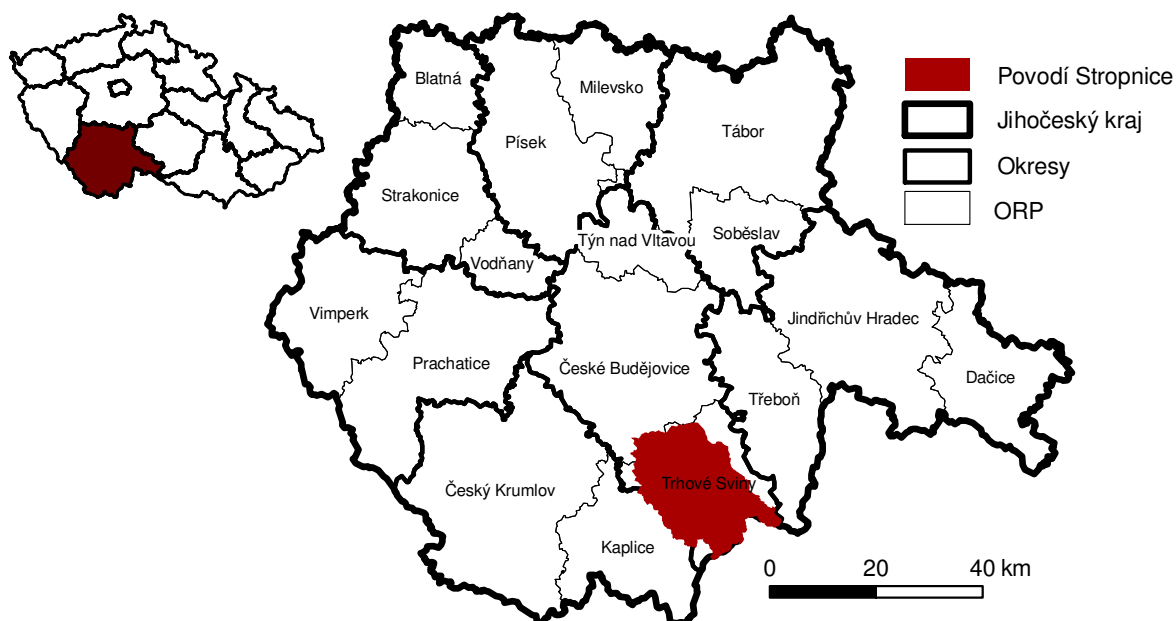 Blatná
Milevsko
Písek
Tábor
Strakonice
Týn nad Vltavou
Soběslav
Vodňany
Vimperk
Jindřichův Hradec
Prachatice
České Budějovice
Dačice
Třeboň
Trhové Sviny
Český Krumlov
Kaplice
Povodí Stropnice
Jihočeský kraj
Okresy
ORP
0 20 40 km